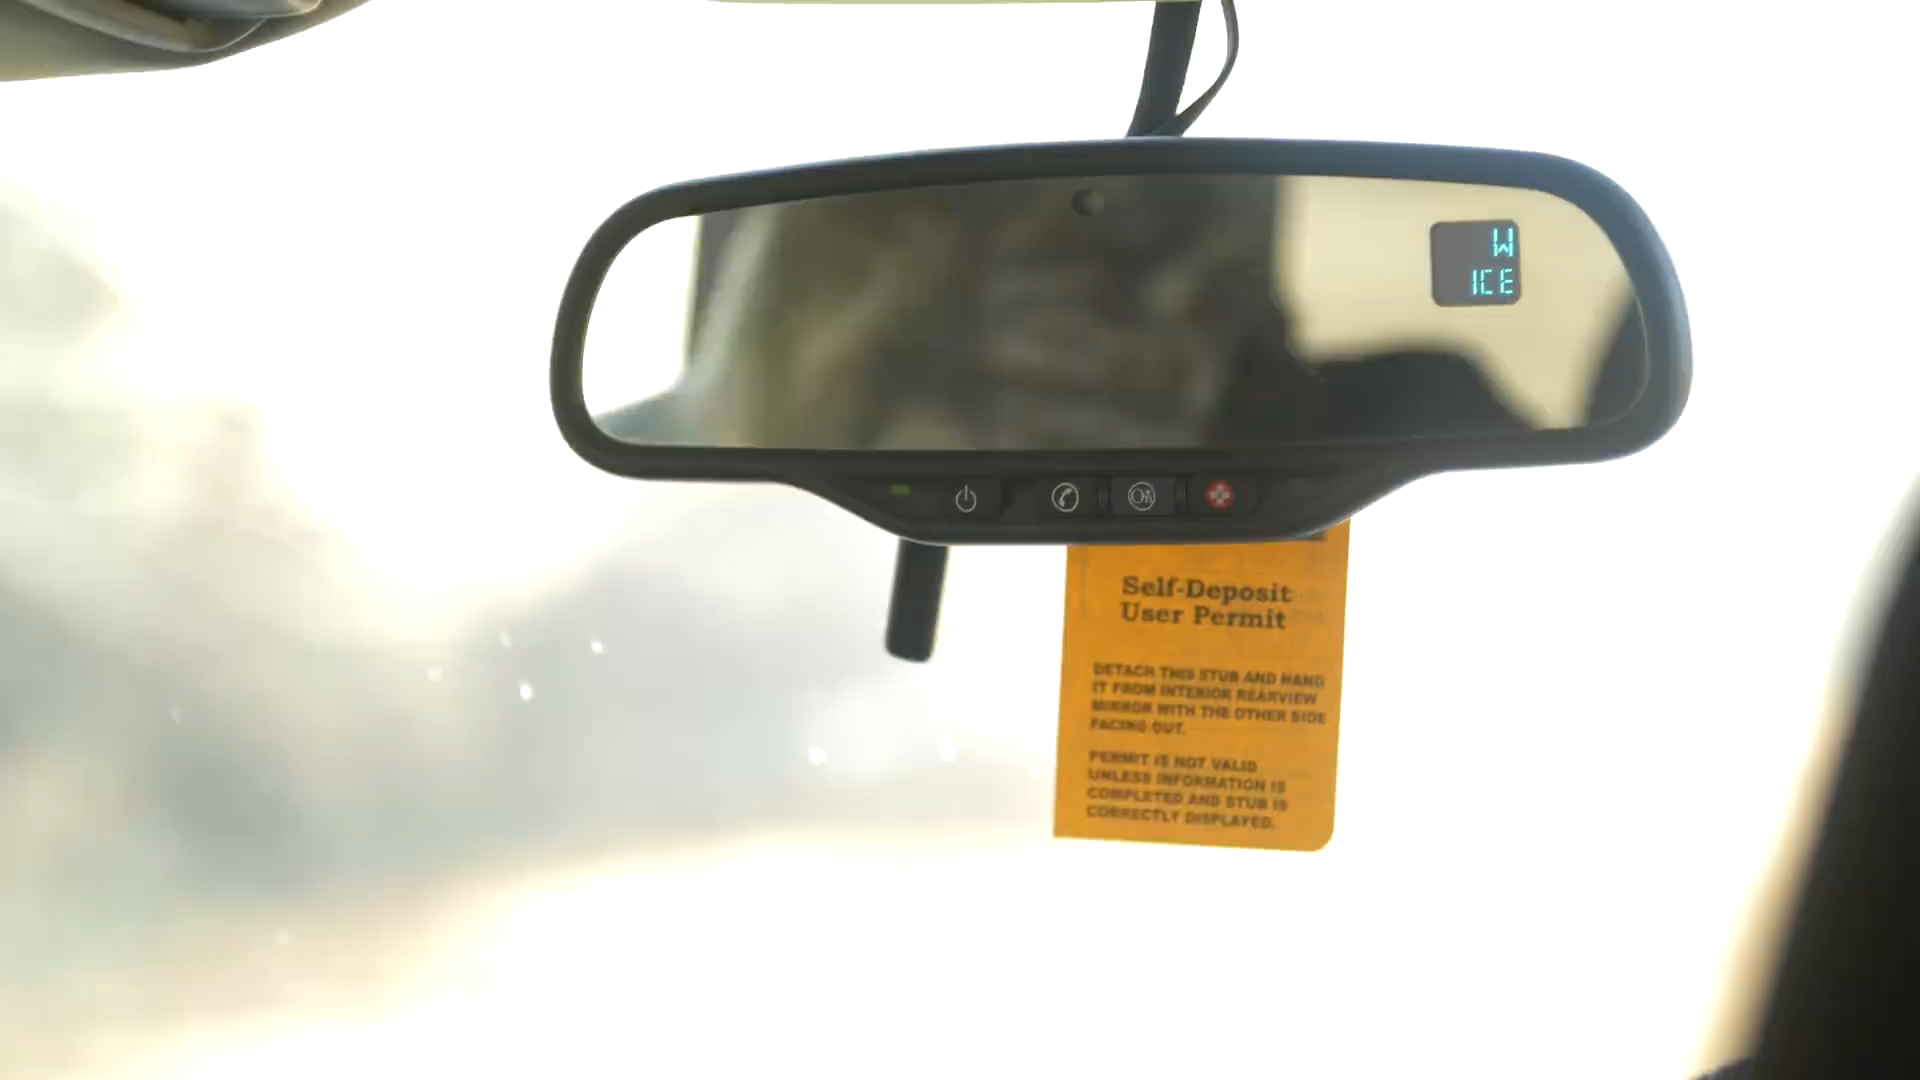 W
ICE
On
Self-Deposit
User Permit
DETACH THIS STUB AND HANG
IT FROM INTERIOR REARVIEW
MIRROR WITH THE OTHER SIDE
FACING OUT.
PERMIT IS NOT VALID
UNLESS INFORMATION IS
COMPLETED AND STUB IS
CORRECTLY DISPLAYED.